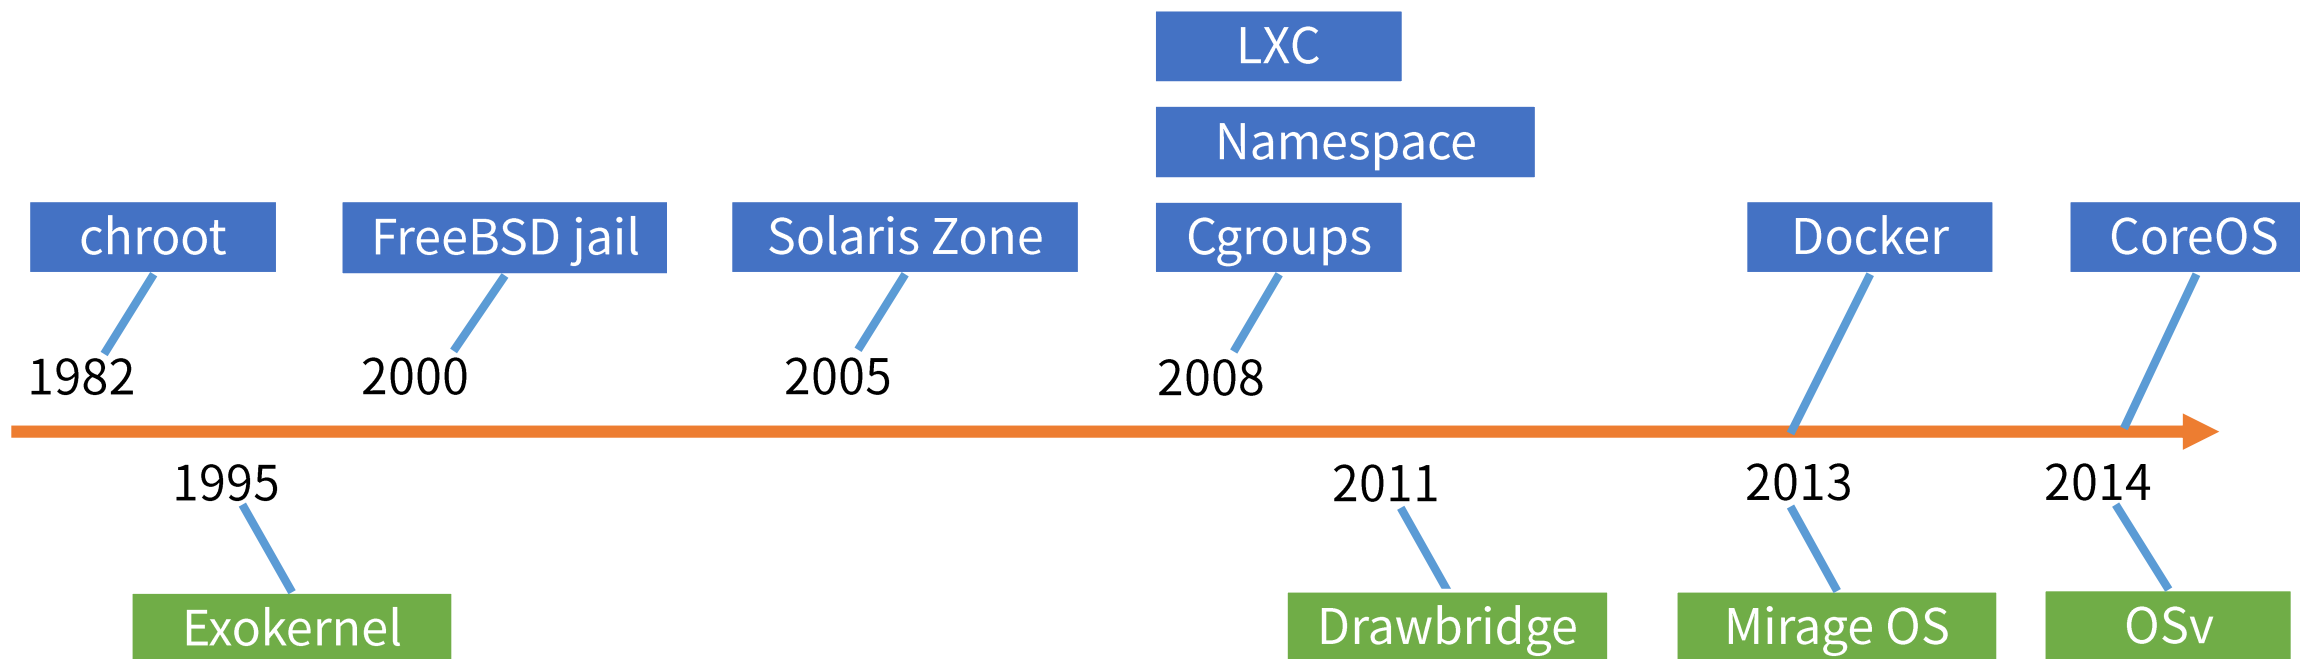 LXC
Namespace
chroot
FreeBSD jail
Solaris Zone
Cgroups
Docker
CoreOS
1982
2000
2005
2008
1995
2011
2013
2014
Exokernel
Drawbridge
Mirage OS
OSv